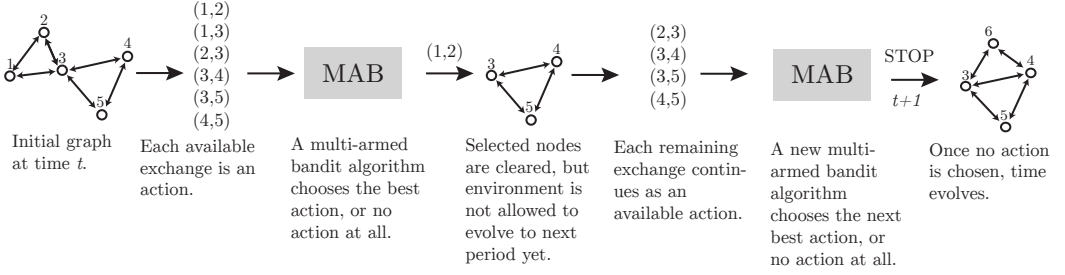 2
1
3
4
5
Initial graph
at time t.
(1,2)
(1,3)
(2,3)
(3,4)
(3,5)
(4,5)
Each available
exchange is an
action.
MAB
A multi-armed
bandit algorithm
chooses the best
action, or no
action at all.
(1,2)
3
4
5
Selected nodes
are cleared, but
environment is
not allowed to
evolve to next
period yet.
(2,3)
(3,4)
(3,5)
(4,5)
Each remaining
exchange contin-
ues as an
available action.
MAB
A new multi-
armed bandit
algorithm
chooses the next
best action, or
no action at all.
STOP
t+1
6
3
4
5
Once no action
is chosen, time
evolves.